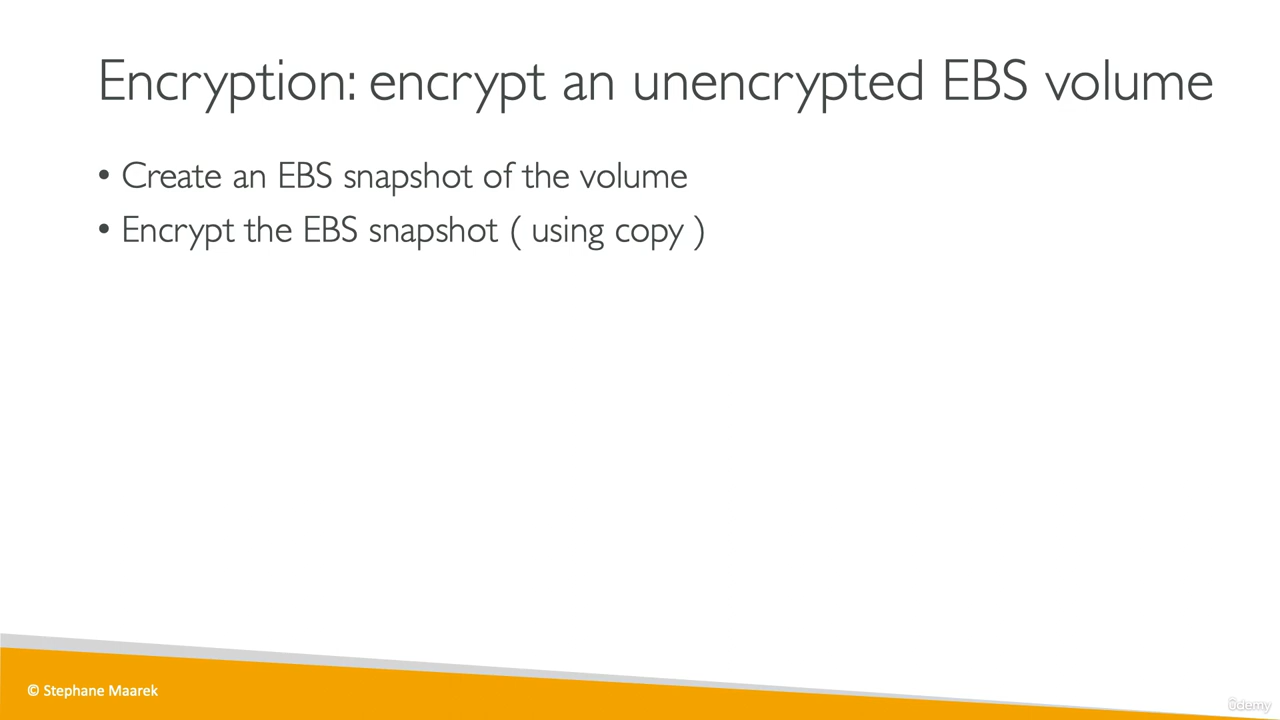 Encryption: encrypt an unencrypted EBS volume
• Create an EBS snapshot of the volume
• Encrypt the EBS snapshot ( using copy )
© Stephane Maarek
ûdemy